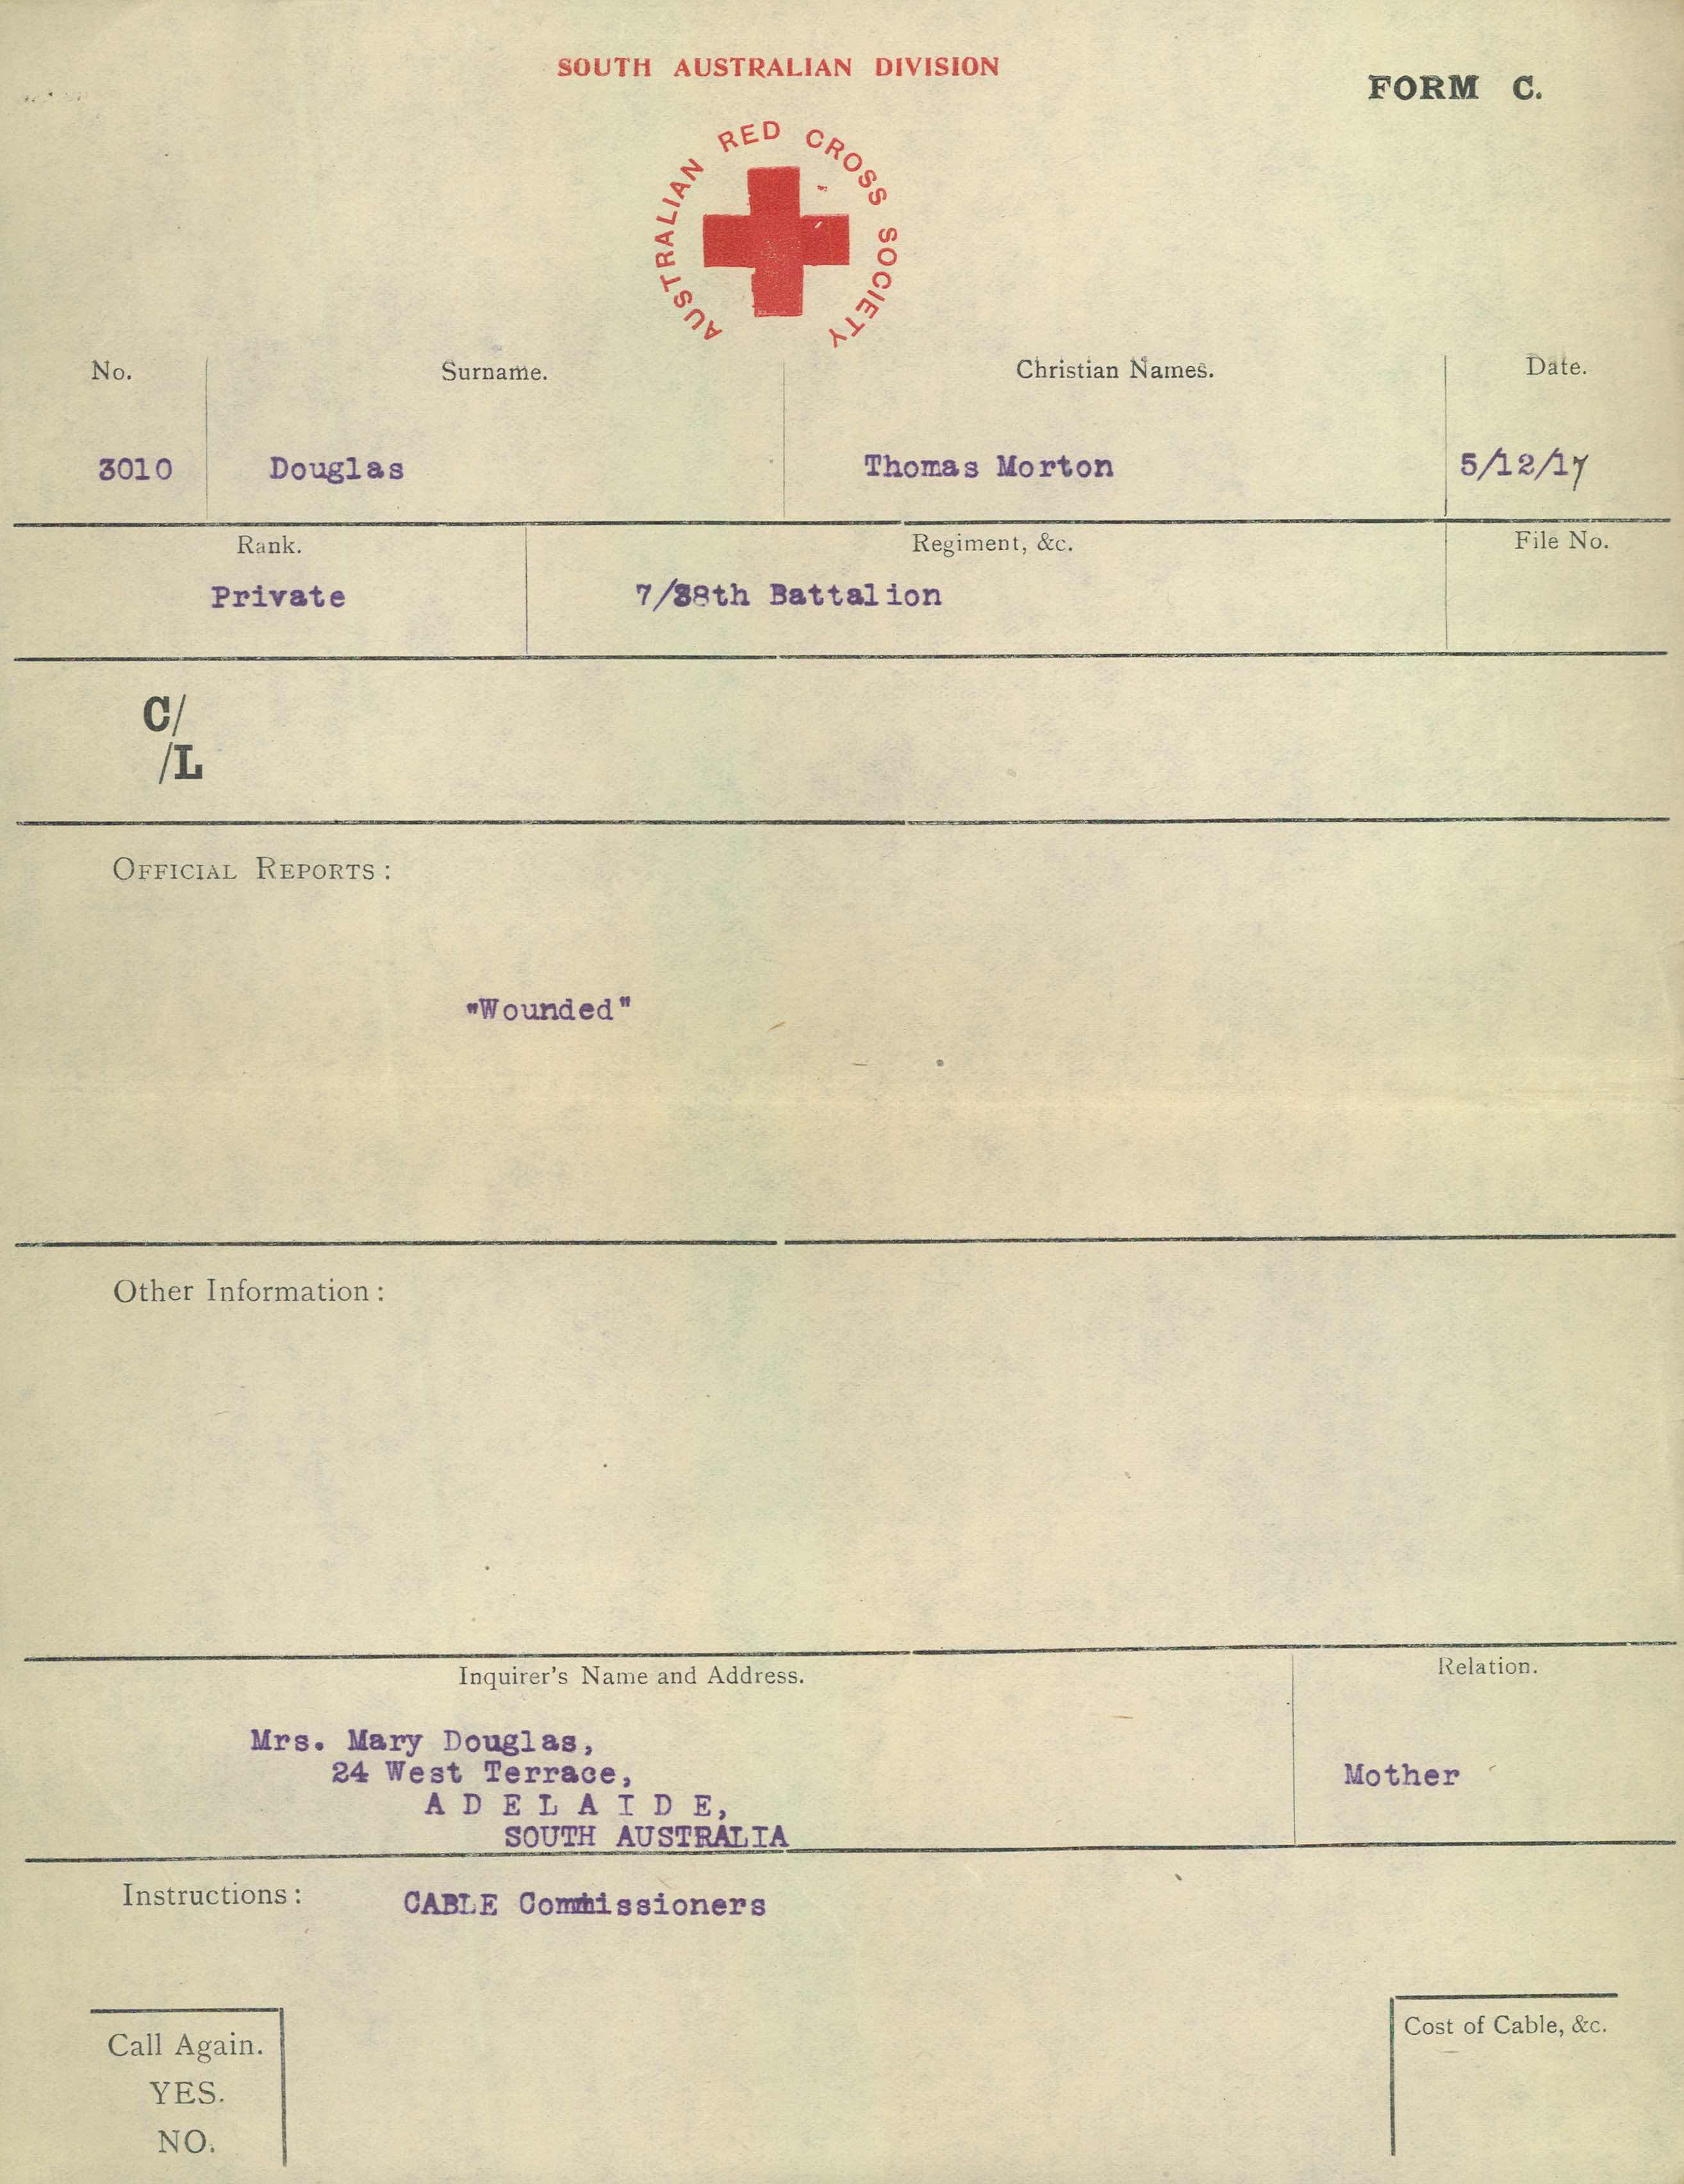 SOUTH AUSTRALIAN DIVISION
FORM C.
AUSTRALIAN RED CROSS SOCIETY
No. Surname. Christian Names. Date.
3010 Douglas Thomas Morton 5/12/17
Rank. Regiment, &c. File No.
Private 7/38th Battalion
C/
/L
OFFICIAL REPORTS:
"Wounded"
Other Information:
Inquirer's Name and Address. Relation.
Mrs. Mary Douglas,
24 West Terrace,
Mother
A D E L A I D E,
SOUTH AUSTRALIA
Instructions: CABLE Commissioners
Call Again.
YES.
NO.
Cost of Cable, &c.